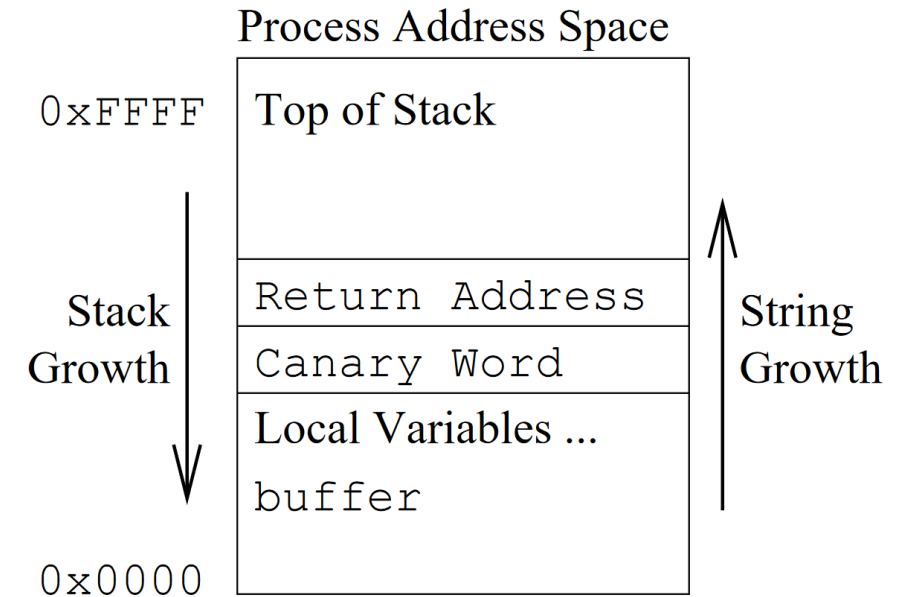 Process Address Space
0xFFFF
Top of Stack
Return Address
Canary Word
Local Variables ...
buffer
0x0000
Stack
Growth
String
Growth